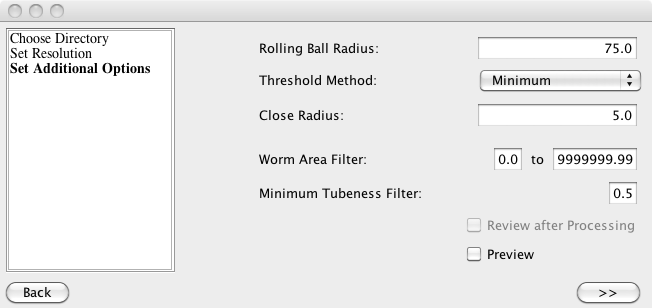 Choose Directory
Set Resolution
Set Additional Options
Rolling Ball Radius: 75.0
Threshold Method: Minimum
Close Radius: 5.0
Worm Area Filter: 0.0 to 9999999.99
Minimum Tubeness Filter: 0.5
Review after Processing
Preview
Back >>